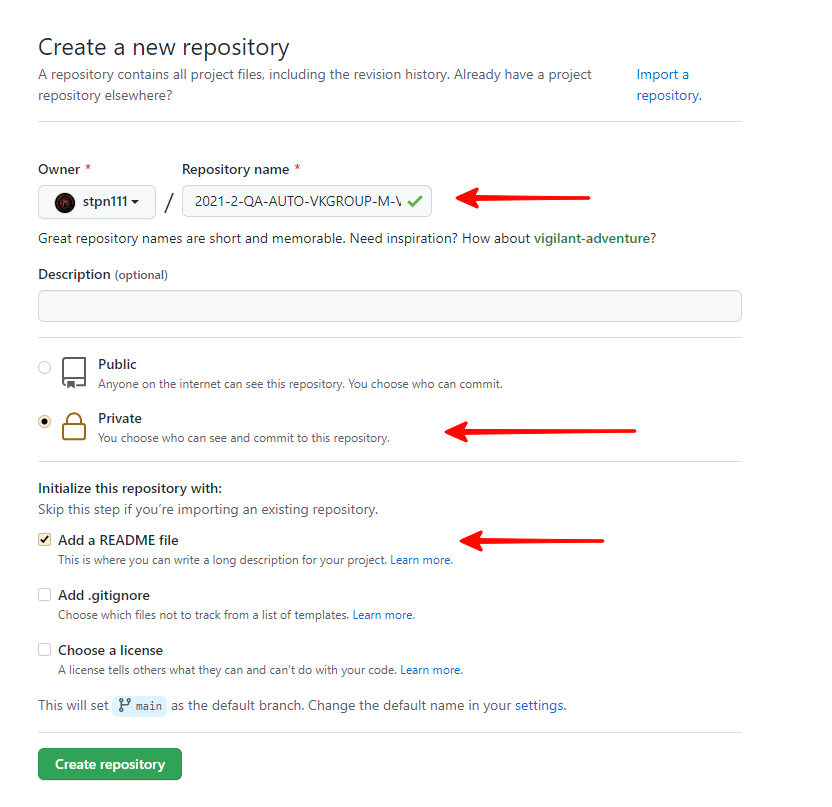 Create a new repository
A repository contains all project files, including the revision history. Already have a project
repository elsewhere?
Import a
repository.
Owner *
Repository name *
stpn111
/
2021-2-QA-AUTO-VKGROUP-M-V
Great repository names are short and memorable. Need inspiration? How about vigilant-adventure?
Description (optional)
Public
Anyone on the internet can see this repository. You choose who can commit.
Private
You choose who can see and commit to this repository.
Initialize this repository with:
Skip this step if you’re importing an existing repository.
Add a README file
This is where you can write a long description for your project. Learn more.
Add .gitignore
Choose which files not to track from a list of templates. Learn more.
Choose a license
A license tells others what they can and can't do with your code. Learn more.
This will set main as the default branch. Change the default name in your settings.
Create repository